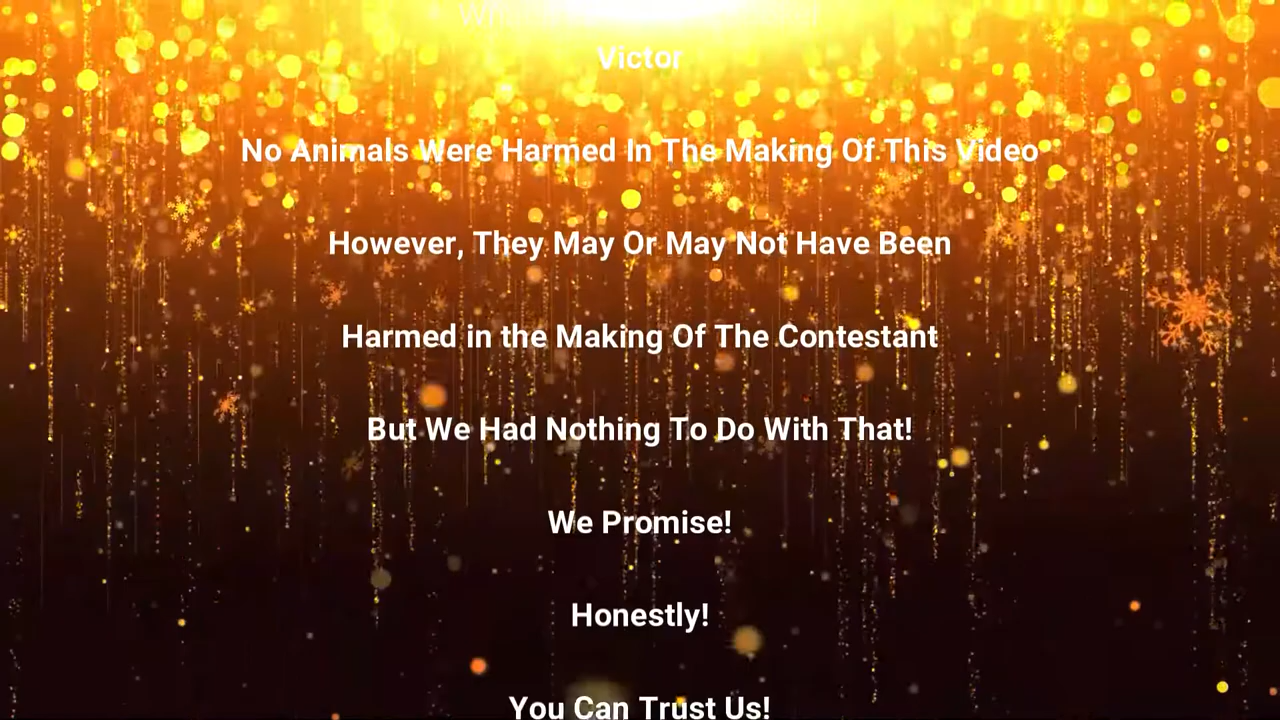 Victor
No Animals Were Harmed In The Making Of This Video
However, They May Or May Not Have Been
Harmed in the Making Of The Contestant
But We Had Nothing To Do With That!
We Promise!
Honestly!
You Can Trust Us!